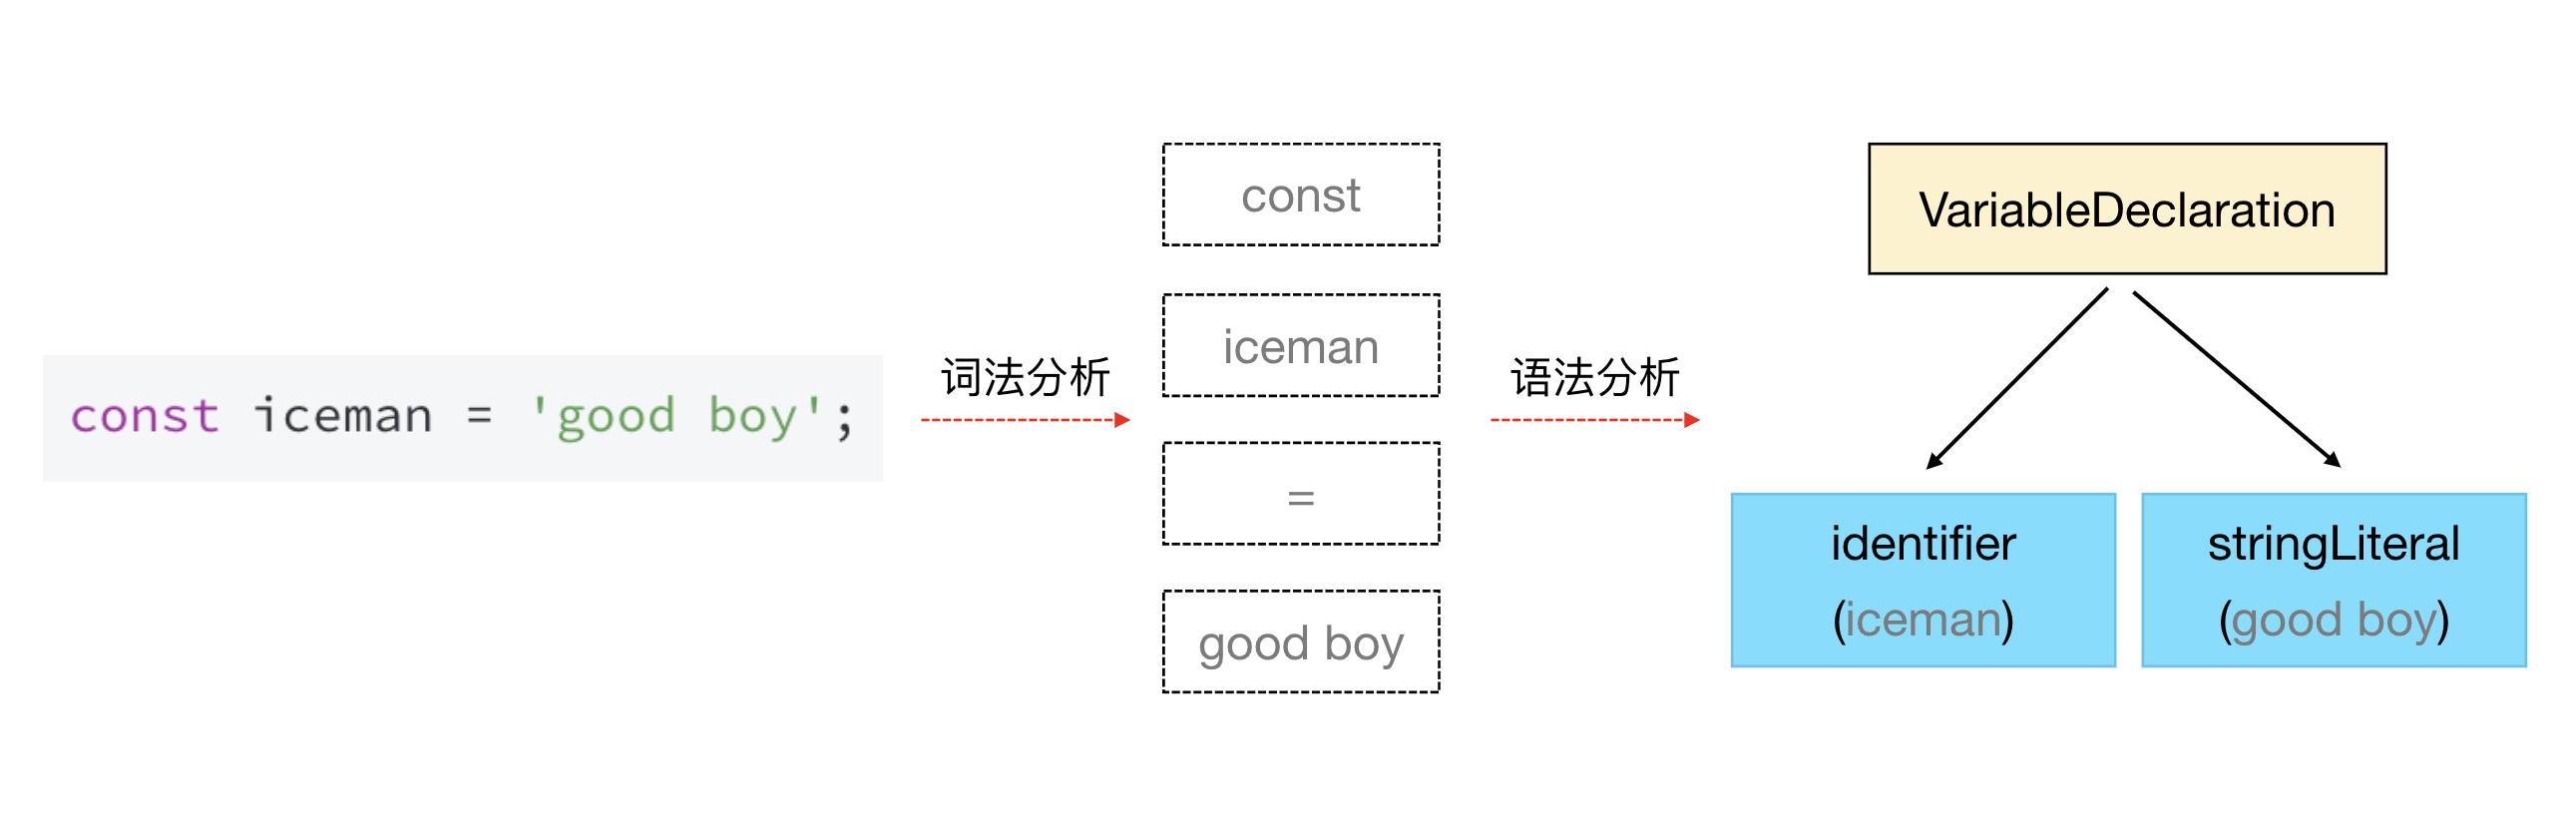 const iceman = 'good boy';
词法分析
const
iceman
=
good boy
语法分析
VariableDeclaration
identifier
(iceman)
stringLiteral
(good boy)